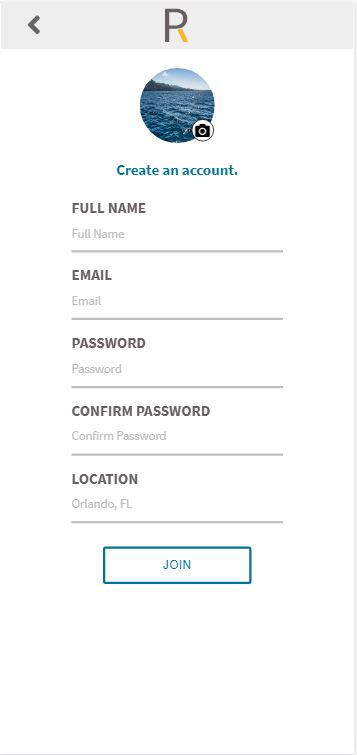 R
Create an account.
FULL NAME
Full Name
EMAIL
Email
PASSWORD
Password
CONFIRM PASSWORD
Confirm Password
LOCATION
Orlando, FL
JOIN